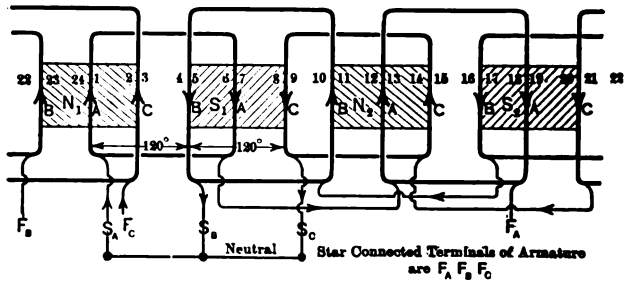 22 23 24 1 2 3 4 5 6 7 8 9 10 11 12 13 14 15 16 17 18 19 20 21 22
B N1 A C B S1 A C B N2 A C B S2 A C
120° 120°
FB SA FC SB SC FA
Neutral
Star Connected Terminals of Armature
are FA FB FC